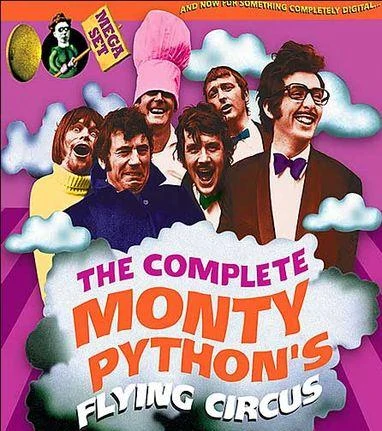 AND NOW FOR SOMETHING COMPLETELY DIGITAL...
MEGA
SET
THE COMPLETE
MONTY
PYTHON'S
FLYING CIRCUS